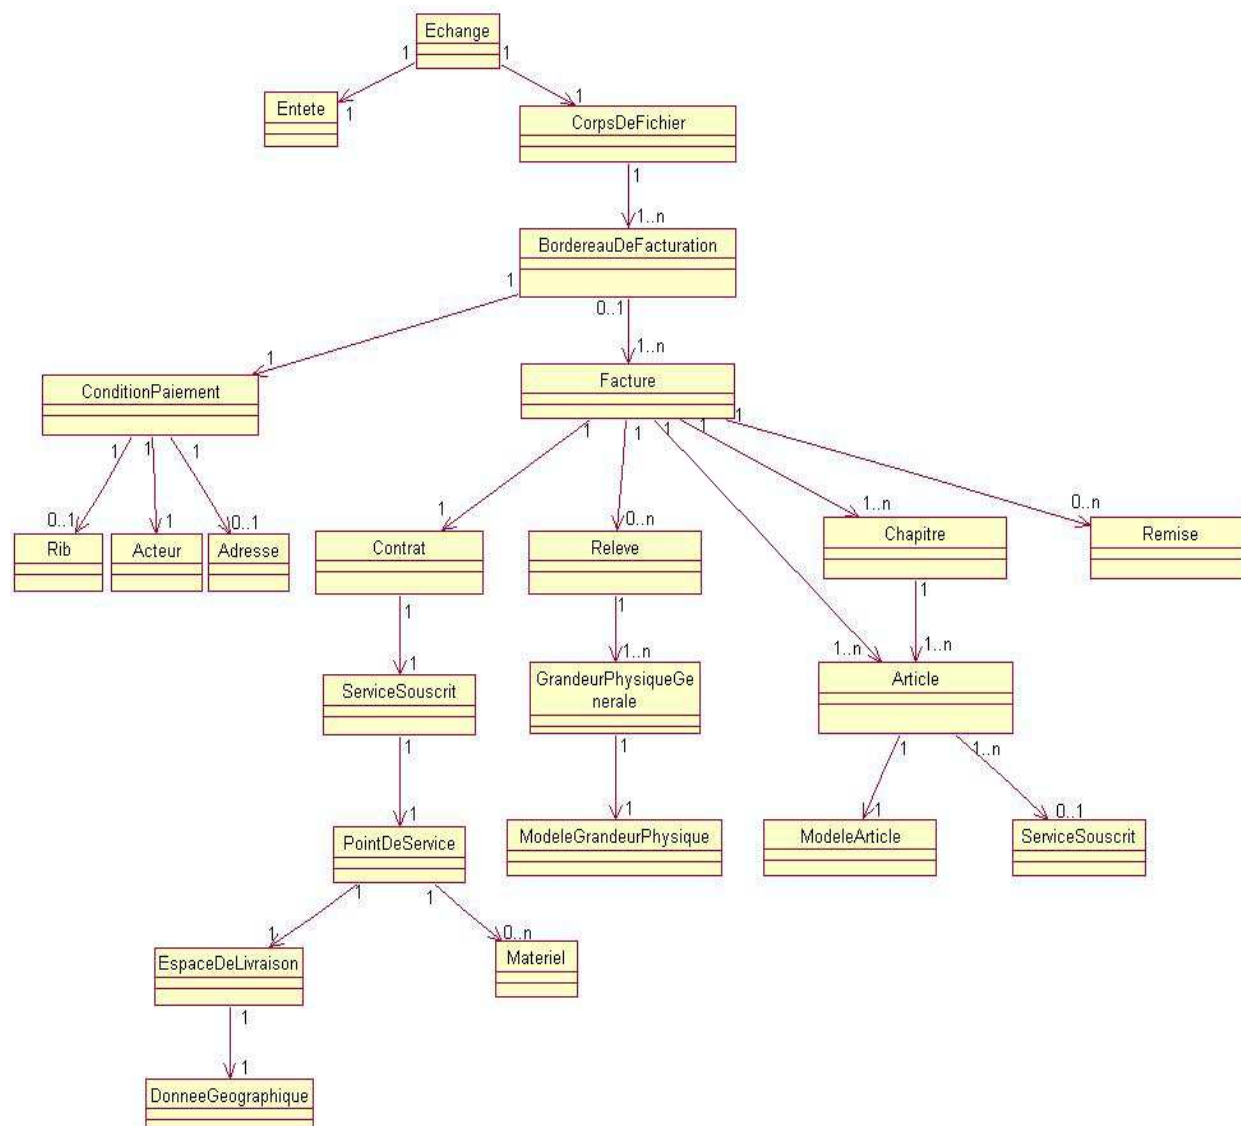 Echange
1 1
Entete
1
1
CorpsDeFichier
1
1..n
BordereauDeFacturation
1
0..1
1
1..n
ConditionPaiement
Facture
1 1 1
1 1 1 1 1
0..1 1 0..1
1 0..n 1..n 0..n
Rib Acteur Adresse
Contrat Releve Chapitre Remise
1 1 1
1 1..n 1..n 1..n
ServiceSouscrit
GrandeurPhysiqueGe
nerale
Article
1 1 1 1..n
1 1 1 0..1
PointDeService ModeleGrandeurPhysique ModeleArticle ServiceSouscrit
1 1
1 0..n
EspaceDeLivraison Materiel
1
1
DonneeGeographique